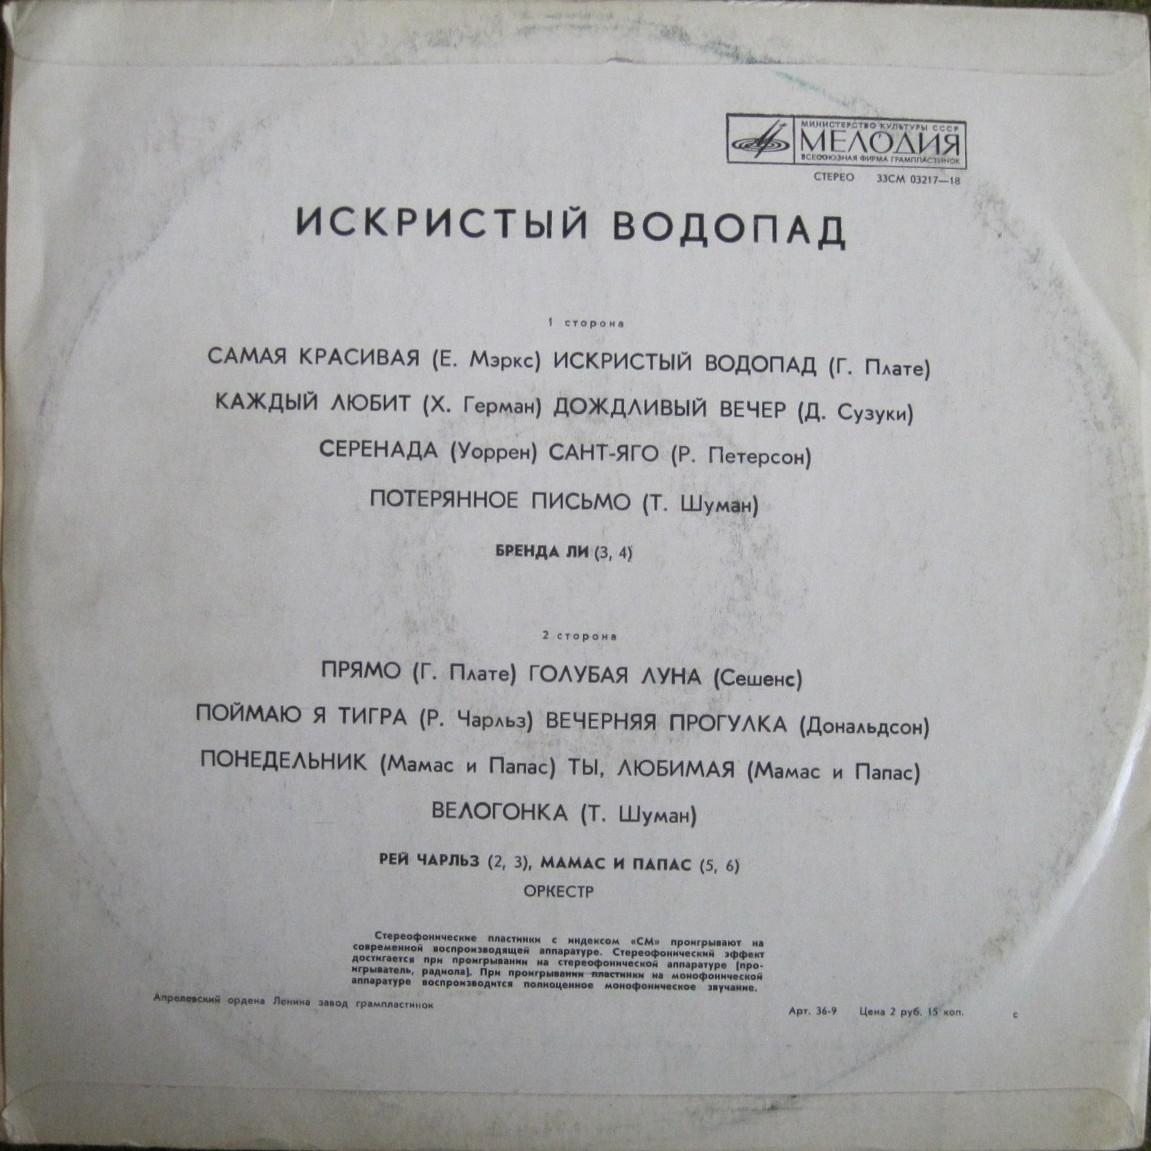 МИНИСТЕРСТВО КУЛЬТУРЫ СССР
МЕЛОДИЯ
ВСЕСОЮЗНАЯ ФИРМА ГРАМПЛАСТИНОК
СТЕРЕО 33СМ 03217—18
ИСКРИСТЫЙ ВОДОПАД
1 сторона
САМАЯ КРАСИВАЯ (Е. Мэркс) ИСКРИСТЫЙ ВОДОПАД (Г. Плате)
КАЖДЫЙ ЛЮБИТ (Х. Герман) ДОЖДЛИВЫЙ ВЕЧЕР (Д. Сузуки)
СЕРЕНАДА (Уоррен) САНТ-ЯГО (Р. Петерсон)
ПОТЕРЯННОЕ ПИСЬМО (Т. Шуман)
БРЕНДА ЛИ (3, 4)
2 сторона
ПРЯМО (Г. Плате) ГОЛУБАЯ ЛУНА (Сешенс)
ПОЙМАЮ Я ТИГРА (Р. Чарльз) ВЕЧЕРНЯЯ ПРОГУЛКА (Дональдсон)
ПОНЕДЕЛЬНИК (Мамас и Папас) ТЫ, ЛЮБИМАЯ (Мамас и Папас)
ВЕЛОГОНКА (Т. Шуман)
РЕЙ ЧАРЛЬЗ (2, 3), МАМАС И ПАПАС (5, 6)
ОРКЕСТР
Стереофонические пластинки с индексом «СМ» проигрывают на
современной воспроизводящей аппаратуре. Стереофонический эффект
достигается при проигрывании на стереофонической аппаратуре (про-
игрыватель, радиола). При проигрывании пластинки на монофонической
аппаратуре воспроизводится полноценное монофоническое звучание.
Апрелевский ордена Ленина завод грампластинок
Арт. 36-9 Цена 2 руб. 15 коп. с